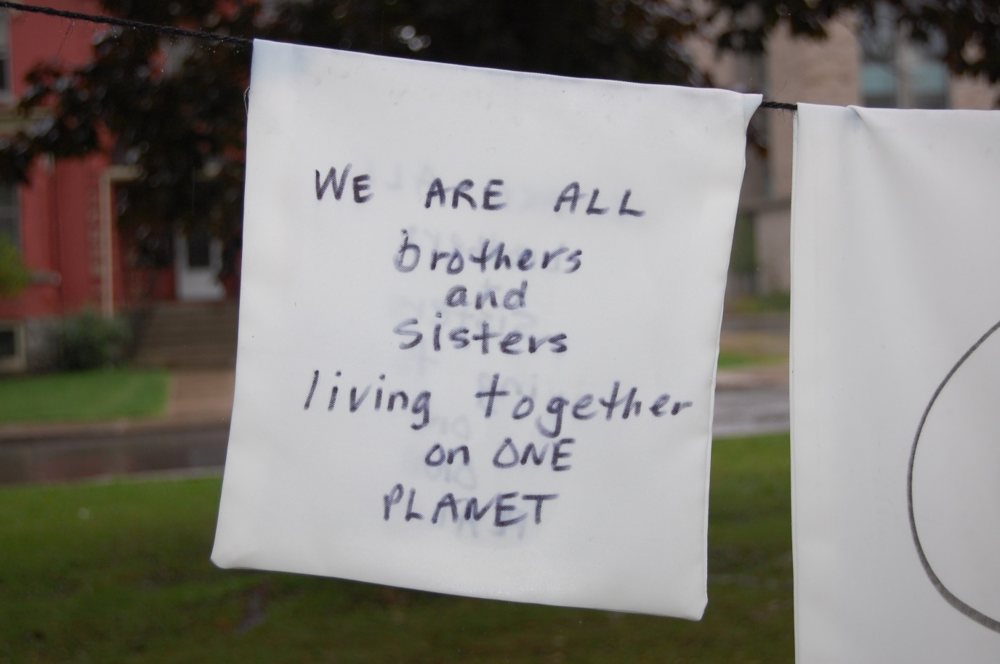 WE ARE ALL
brothers
and
sisters
living together
on ONE
PLANET